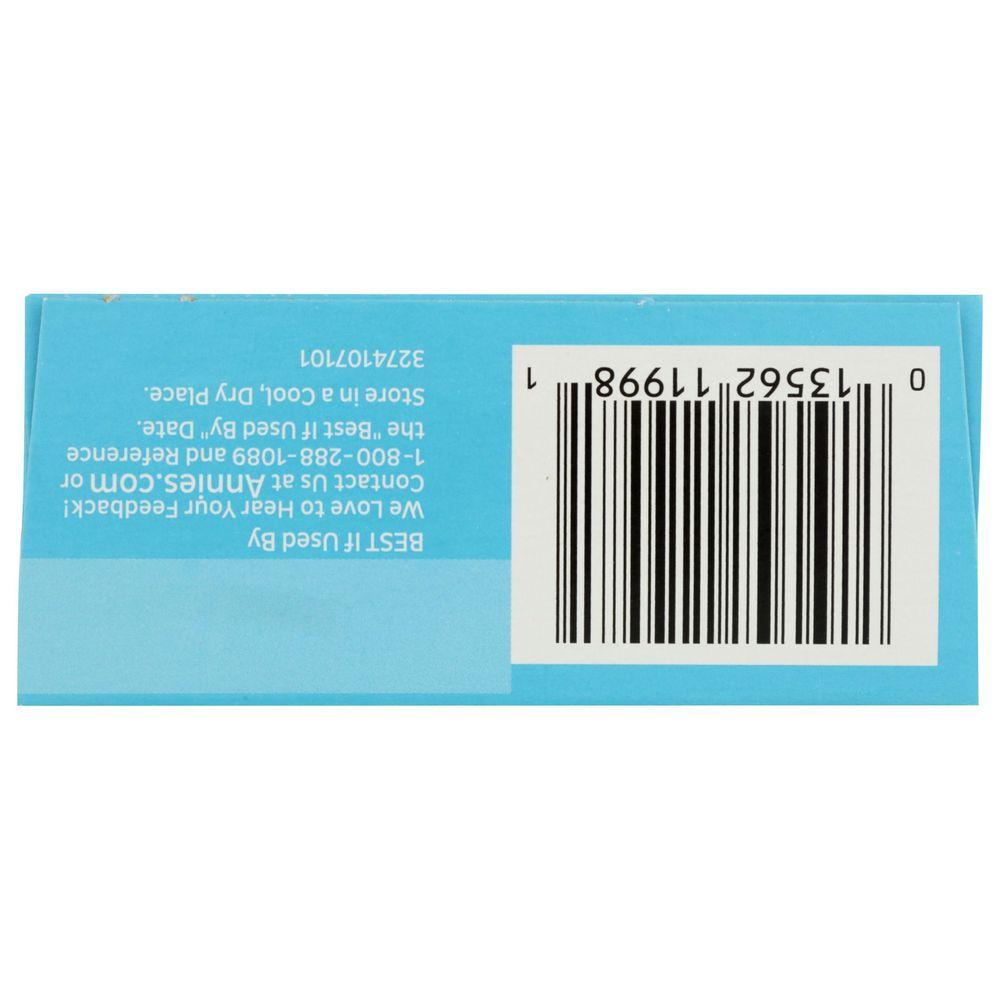 BEST If Used By
We Love to Hear Your Feedback!
Contact Us at Annies.com or
1-800-288-1089 and Reference
the "Best If Used By" Date.
Store in a Cool, Dry Place.
3274107101
0 13562 11998 1